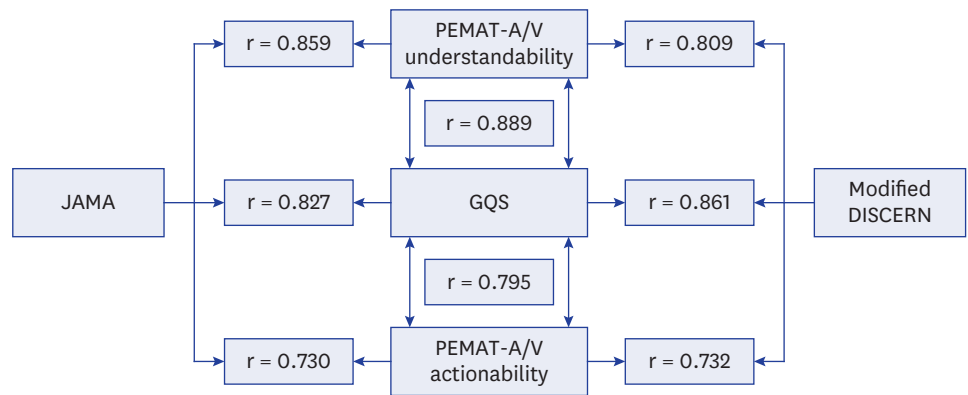 PEMAT-A/V
understandability
r = 0.859
r = 0.809
r = 0.889
JAMA
r = 0.827
GQS
r = 0.861
Modified
DISCERN
r = 0.795
r = 0.730
PEMAT-A/V
actionability
r = 0.732